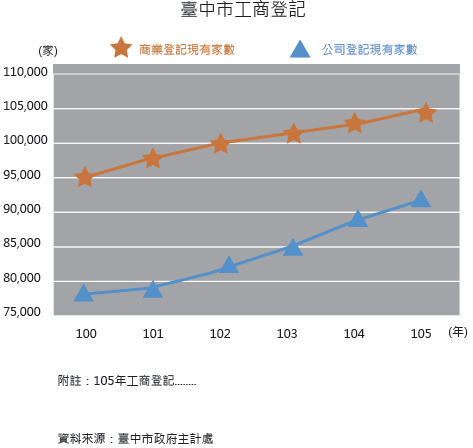 臺中市工商登記
(家) 商業登記現有家數 公司登記現有家數
110,000
105,000
100,000
95,000
90,000
85,000
80,000
75,000
100 101 102 103 104 105 (年)
附註：105年工商登記........
資料來源：臺中市政府主計處